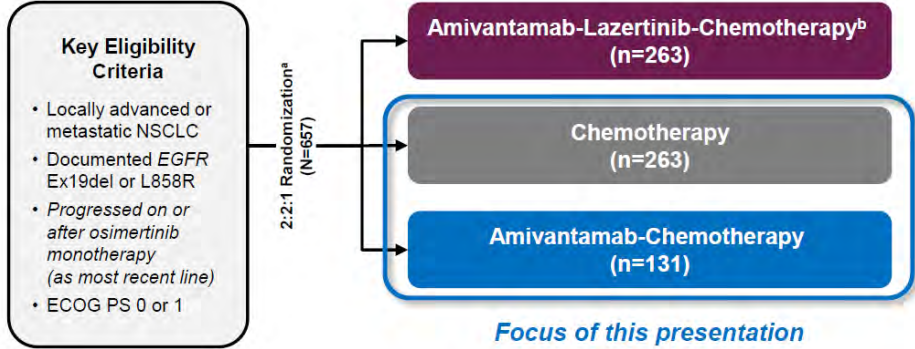 Key Eligibility
Criteria
• Locally advanced or
metastatic NSCLC
• Documented EGFR
Ex19del or L858R
• Progressed on or
after osimertinib
monotherapy
(as most recent line)
• ECOG PS 0 or 1
2:2:1 Randomizationᵃ
(N=657)
Amivantamab-Lazertinib-Chemotherapyᵇ
(n=263)
Chemotherapy
(n=263)
Amivantamab-Chemotherapy
(n=131)
Focus of this presentation